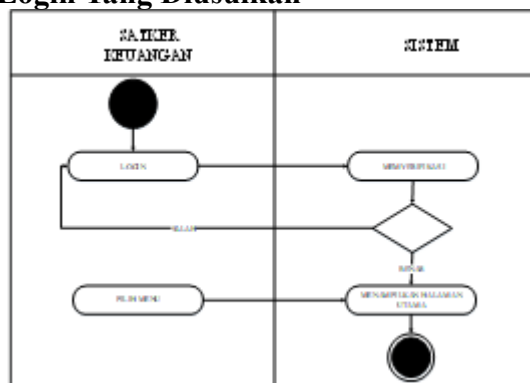 Login Yang Diusulkan
SATKER
KEUANGAN
SISTEM
LOGIN
MEMVERIFIKASI
SALAH
BENAR
PILIH MENU
MENAMPILKAN HALAMAN
UTAMA